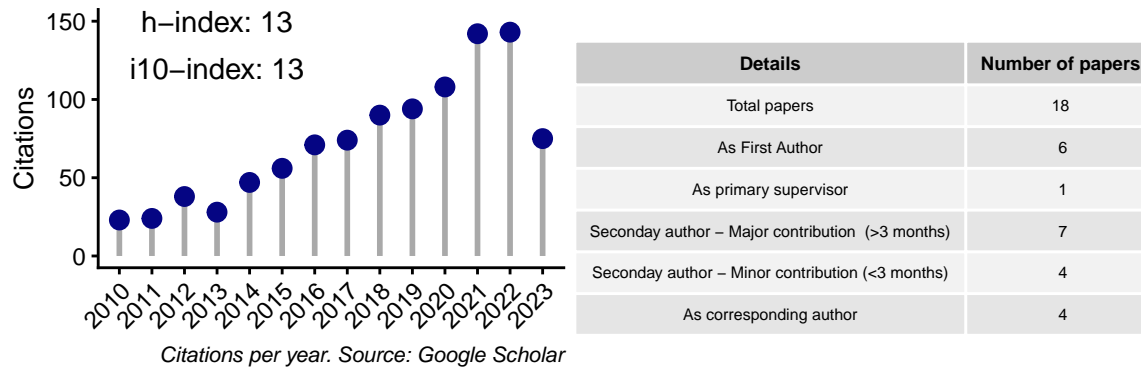 150
h−index: 13
i10−index: 13
100
50
0
Citations
2010 2011 2012 2013 2014 2015 2016 2017 2018 2019 2020 2021 2022 2023
Citations per year. Source: Google Scholar
Details Number of papers
Total papers 18
As First Author 6
As primary supervisor 1
Seconday author − Major contribution (>3 months) 7
Seconday author − Minor contribution (<3 months) 4
As corresponding author 4